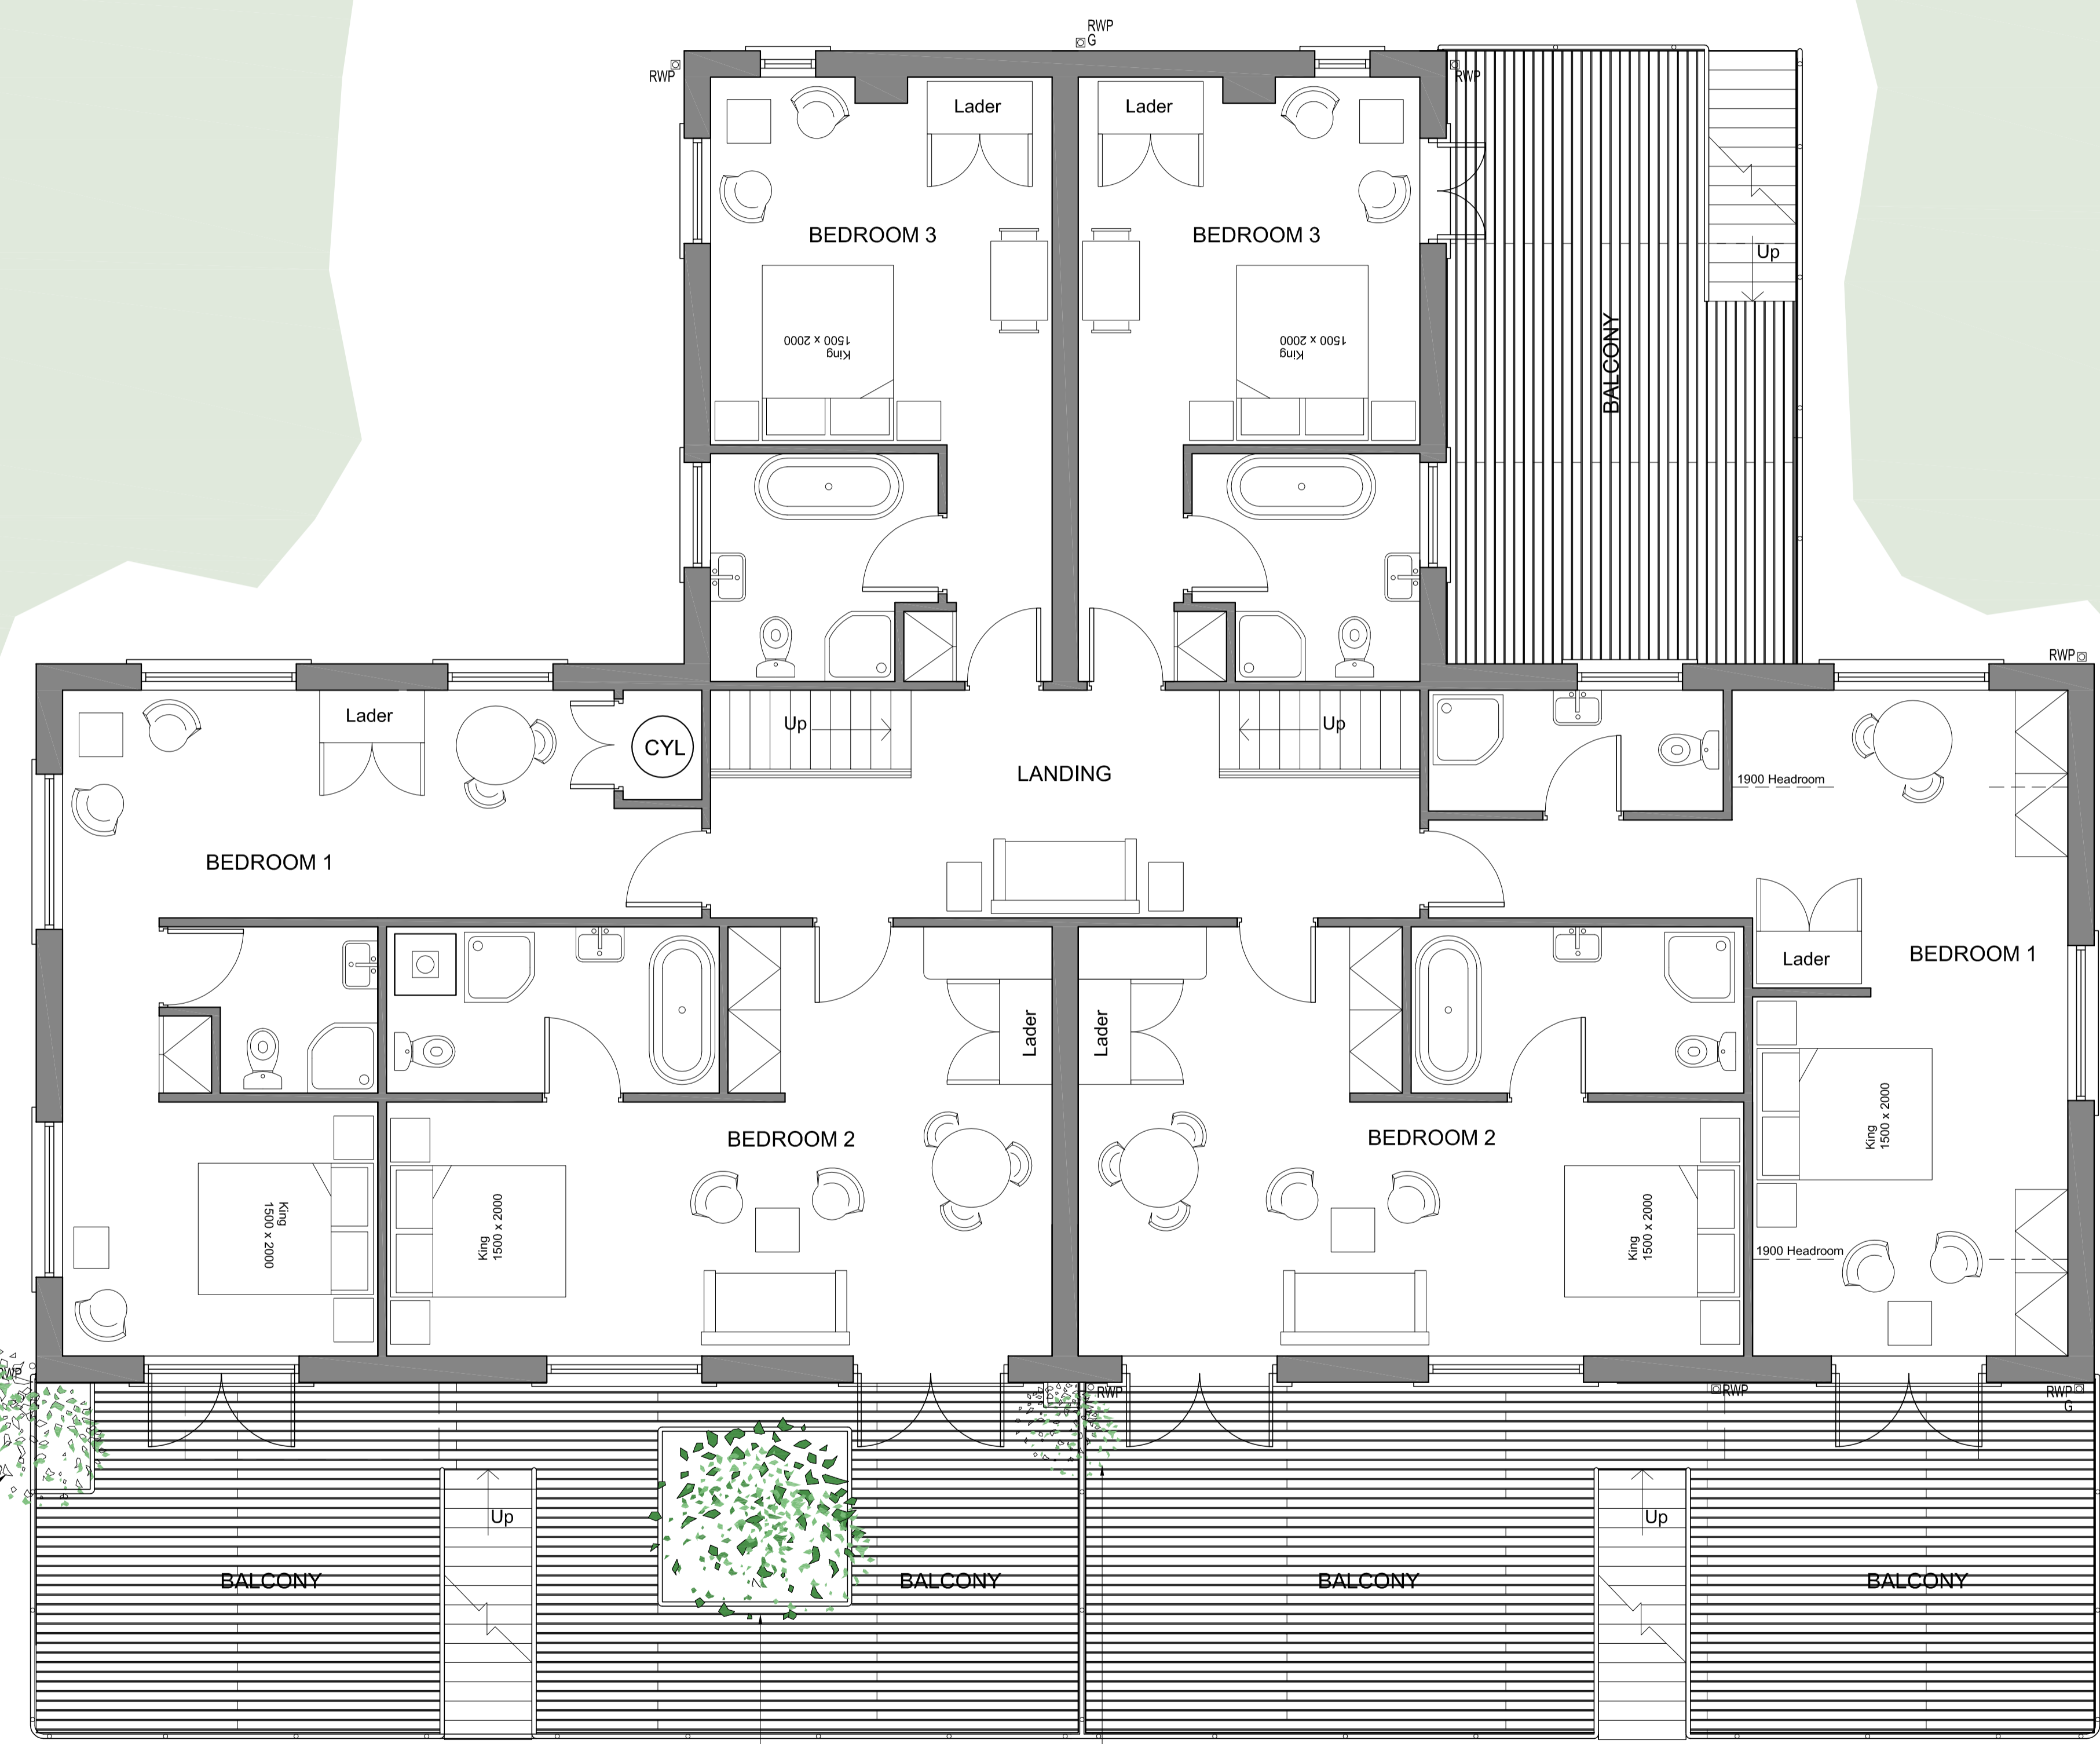 RWP
G
RWP
RWP
Lader
Lader
BEDROOM 3
BEDROOM 3
Up
King
1500 x 2000
King
1500 x 2000
BALCONY
RWP
Lader
Up
Up
CYL
LANDING
1900 Headroom
BEDROOM 1
Lader
BEDROOM 1
Lader
Lader
King
1500 x 2000
BEDROOM 2
BEDROOM 2
King
1500 x 2000
King
1500 x 2000
King
1500 x 2000
1900 Headroom
RWP
RWP
RWP
RWP
G
Up
Up
BALCONY
BALCONY
BALCONY
BALCONY